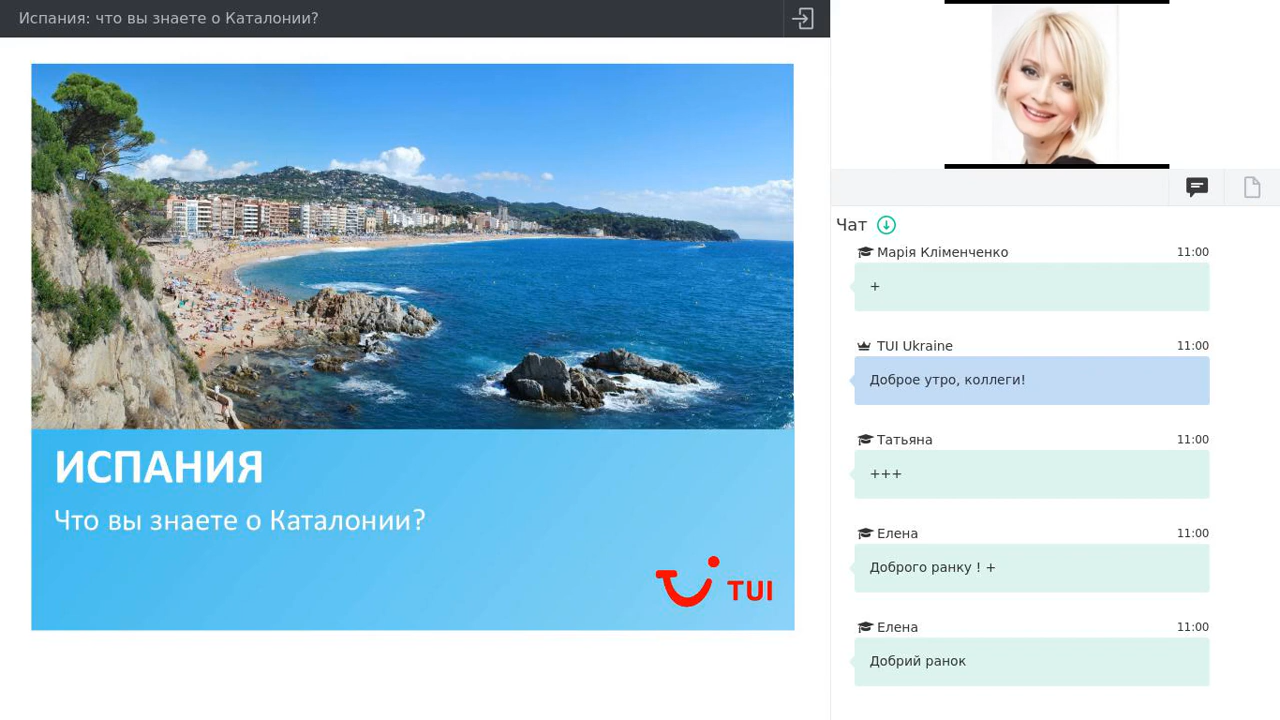 Испания: что вы знаете о Каталонии?
ИСПАНИЯ
Что вы знаете о Каталонии?
TUI
Чат
Марія Кліменченко 11:00
+
TUI Ukraine 11:00
Доброе утро, коллеги!
Татьяна 11:00
+++
Елена 11:00
Доброго ранку ! +
Елена 11:00
Добрий ранок